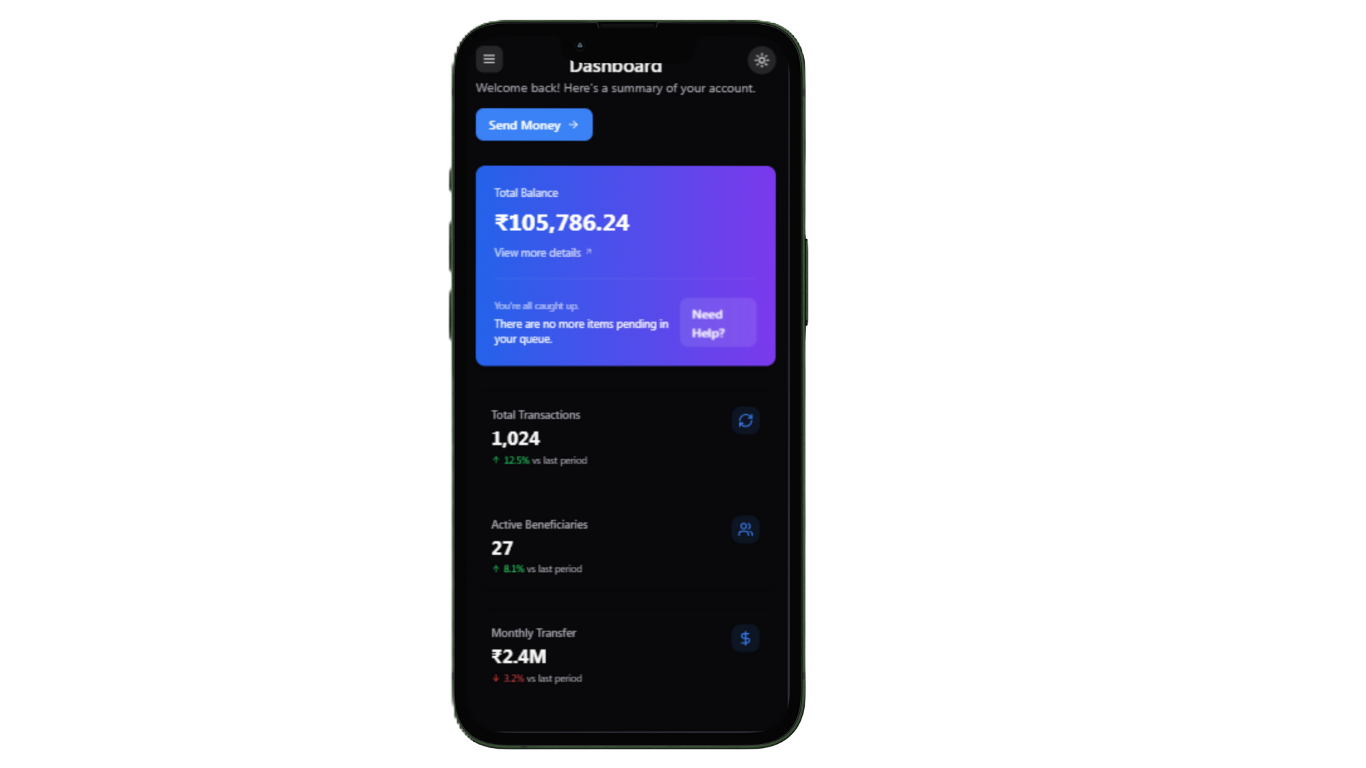 Dashboard
Welcome back! Here's a summary of your account.
Send Money →
Total Balance
₹105,786.24
View more details ↗
You're all caught up.
There are no more items pending in
your queue.
Need
Help?
Total Transactions
1,024
↑ 12.5% vs last period
Active Beneficiaries
27
↑ 8.1% vs last period
Monthly Transfer
$
₹2.4M
↓ 3.2% vs last period